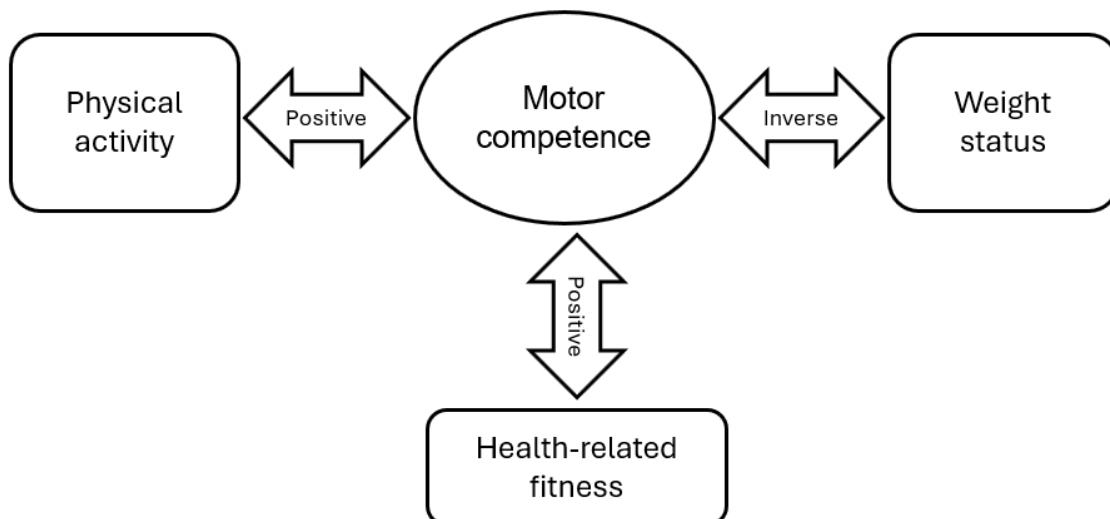 Physical
activity
Positive
Motor
competence
Inverse
Weight
status
Positive
Health-related
fitness